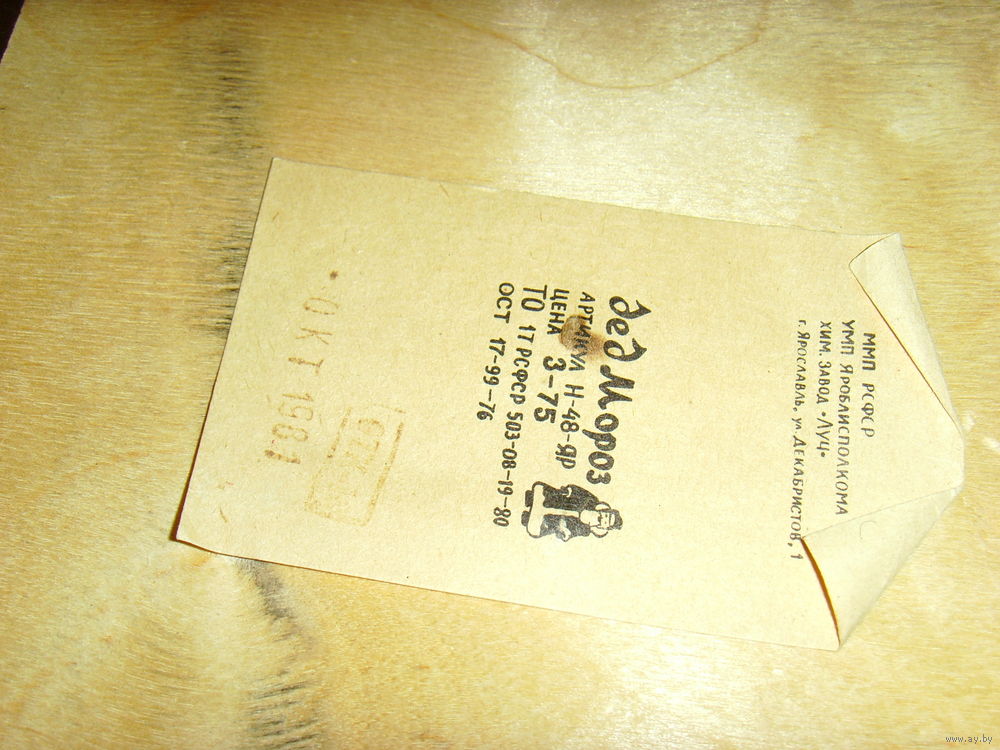 ММП РСФСР
УМП ЯРОБЛИСПОЛКОМА
ХИМ. ЗАВОД "ЛУЧ"
г. ЯРОСЛАВЛЬ, ул. ДЕКАБРИСТОВ, 1
дед Мороз
АРТИКУЛ Н-48-ЯР
ЦЕНА 3-75
ТО 17 РСФСР 503-08-19-80
ОСТ 17-99-76
ОКТ 1981
www.ay.by